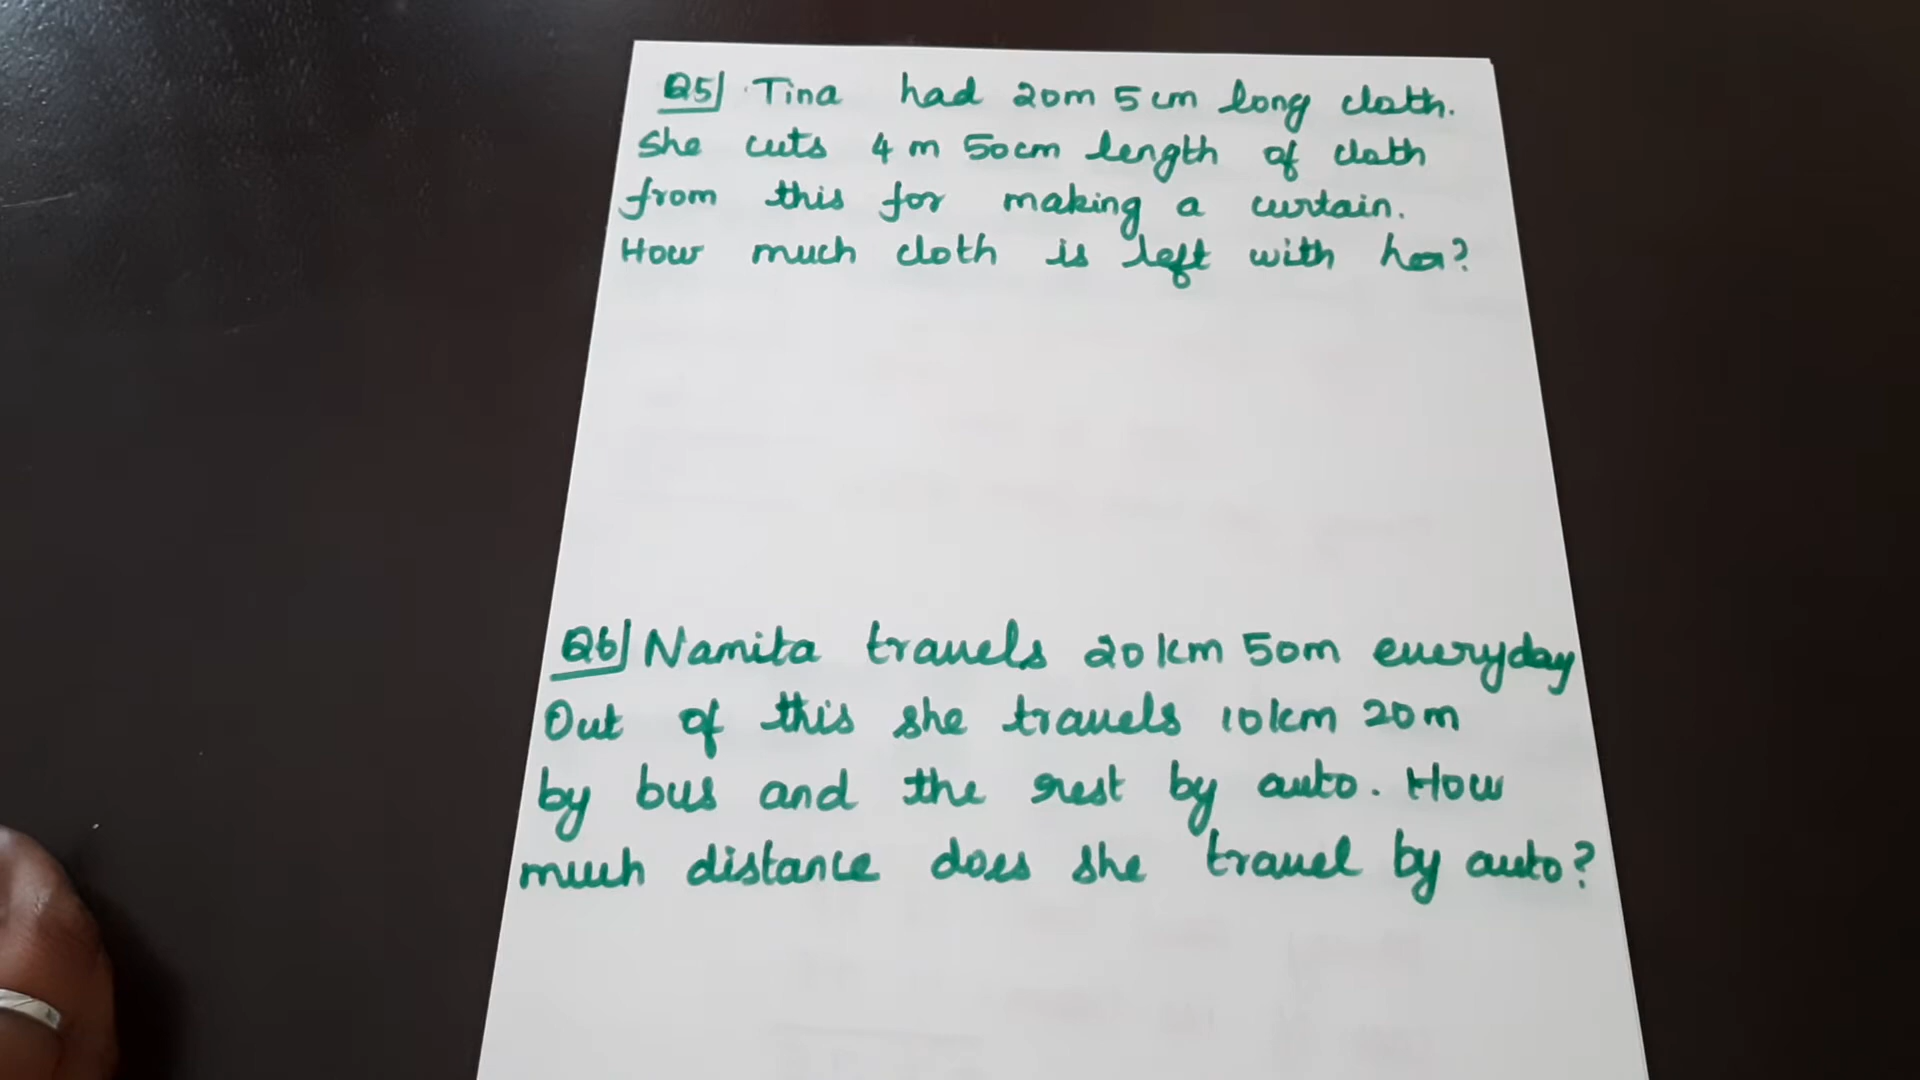 Q5] Tina had 20m 5cm long cloth.
She cuts 4 m 50cm length of cloth
from this for making a curtain.
How much cloth is left with her?
Q6] Namita travels 20km 50m everyday
Out of this she travels 10km 20m
by bus and the rest by auto. How
much distance does she travel by auto?